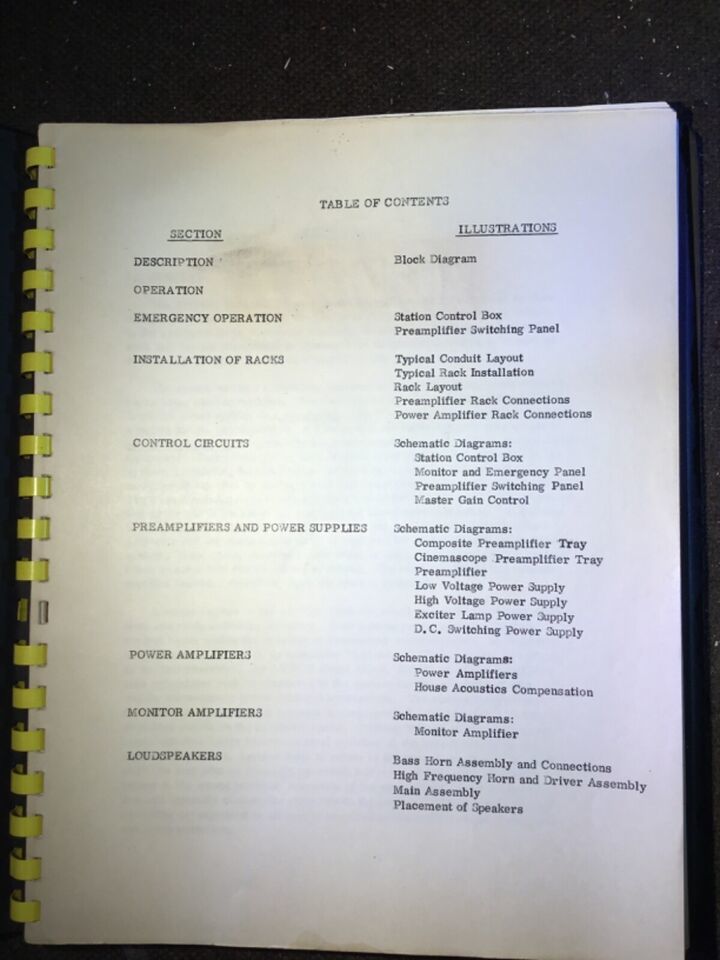 TABLE OF CONTENTS
SECTION ILLUSTRATIONS
DESCRIPTION Block Diagram
OPERATION
EMERGENCY OPERATION Station Control Box
Preamplifier Switching Panel
INSTALLATION OF RACKS Typical Conduit Layout
Typical Rack Installation
Rack Layout
Preamplifier Rack Connections
Power Amplifier Rack Connections
CONTROL CIRCUITS Schematic Diagrams:
Station Control Box
Monitor and Emergency Panel
Preamplifier Switching Panel
Master Gain Control
PREAMPLIFIERS AND POWER SUPPLIES Schematic Diagrams:
Composite Preamplifier Tray
Cinemascope Preamplifier Tray
Preamplifier
Low Voltage Power Supply
High Voltage Power Supply
Exciter Lamp Power Supply
D.C. Switching Power Supply
POWER AMPLIFIERS Schematic Diagrams:
Power Amplifiers
House Acoustics Compensation
MONITOR AMPLIFIERS Schematic Diagrams:
Monitor Amplifier
LOUDSPEAKERS Bass Horn Assembly and Connections
High Frequency Horn and Driver Assembly
Main Assembly
Placement of Speakers